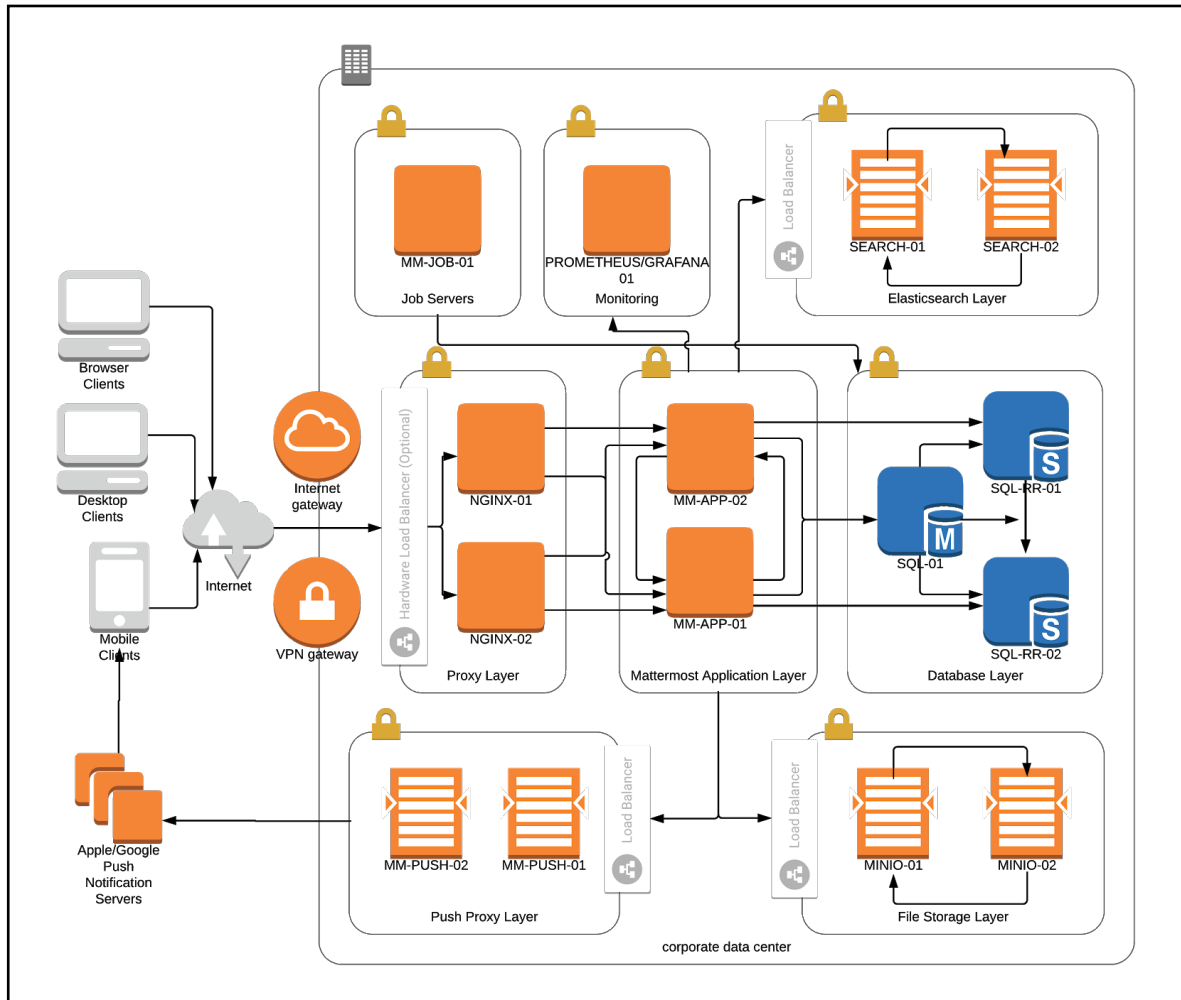 Load Balancer
SEARCH-01
SEARCH-02
Elasticsearch Layer
MM-JOB-01
Job Servers
PROMETHEUS/GRAFANA
01
Monitoring
Browser
Clients
Desktop
Clients
Mobile
Clients
Internet
Internet
gateway
VPN gateway
Hardware Load Balancer (Optional)
NGINX-01
NGINX-02
Proxy Layer
MM-APP-02
MM-APP-01
Mattermost Application Layer
S
SQL-RR-01
M
SQL-01
S
SQL-RR-02
Database Layer
Apple/Google
Push
Notification
Servers
MM-PUSH-02
MM-PUSH-01
Push Proxy Layer
Load Balancer
Load Balancer
MINIO-01
MINIO-02
File Storage Layer
corporate data center